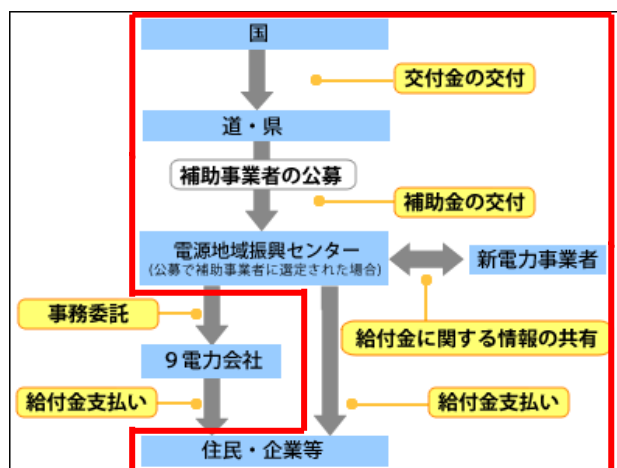 国
交付金の交付
道・県
補助事業者の公募
補助金の交付
電源地域振興センター
(公募で補助事業者に選定された場合)
新電力事業者
事務委託
給付金に関する情報の共有
９電力会社
給付金支払い
給付金支払い
住民・企業等